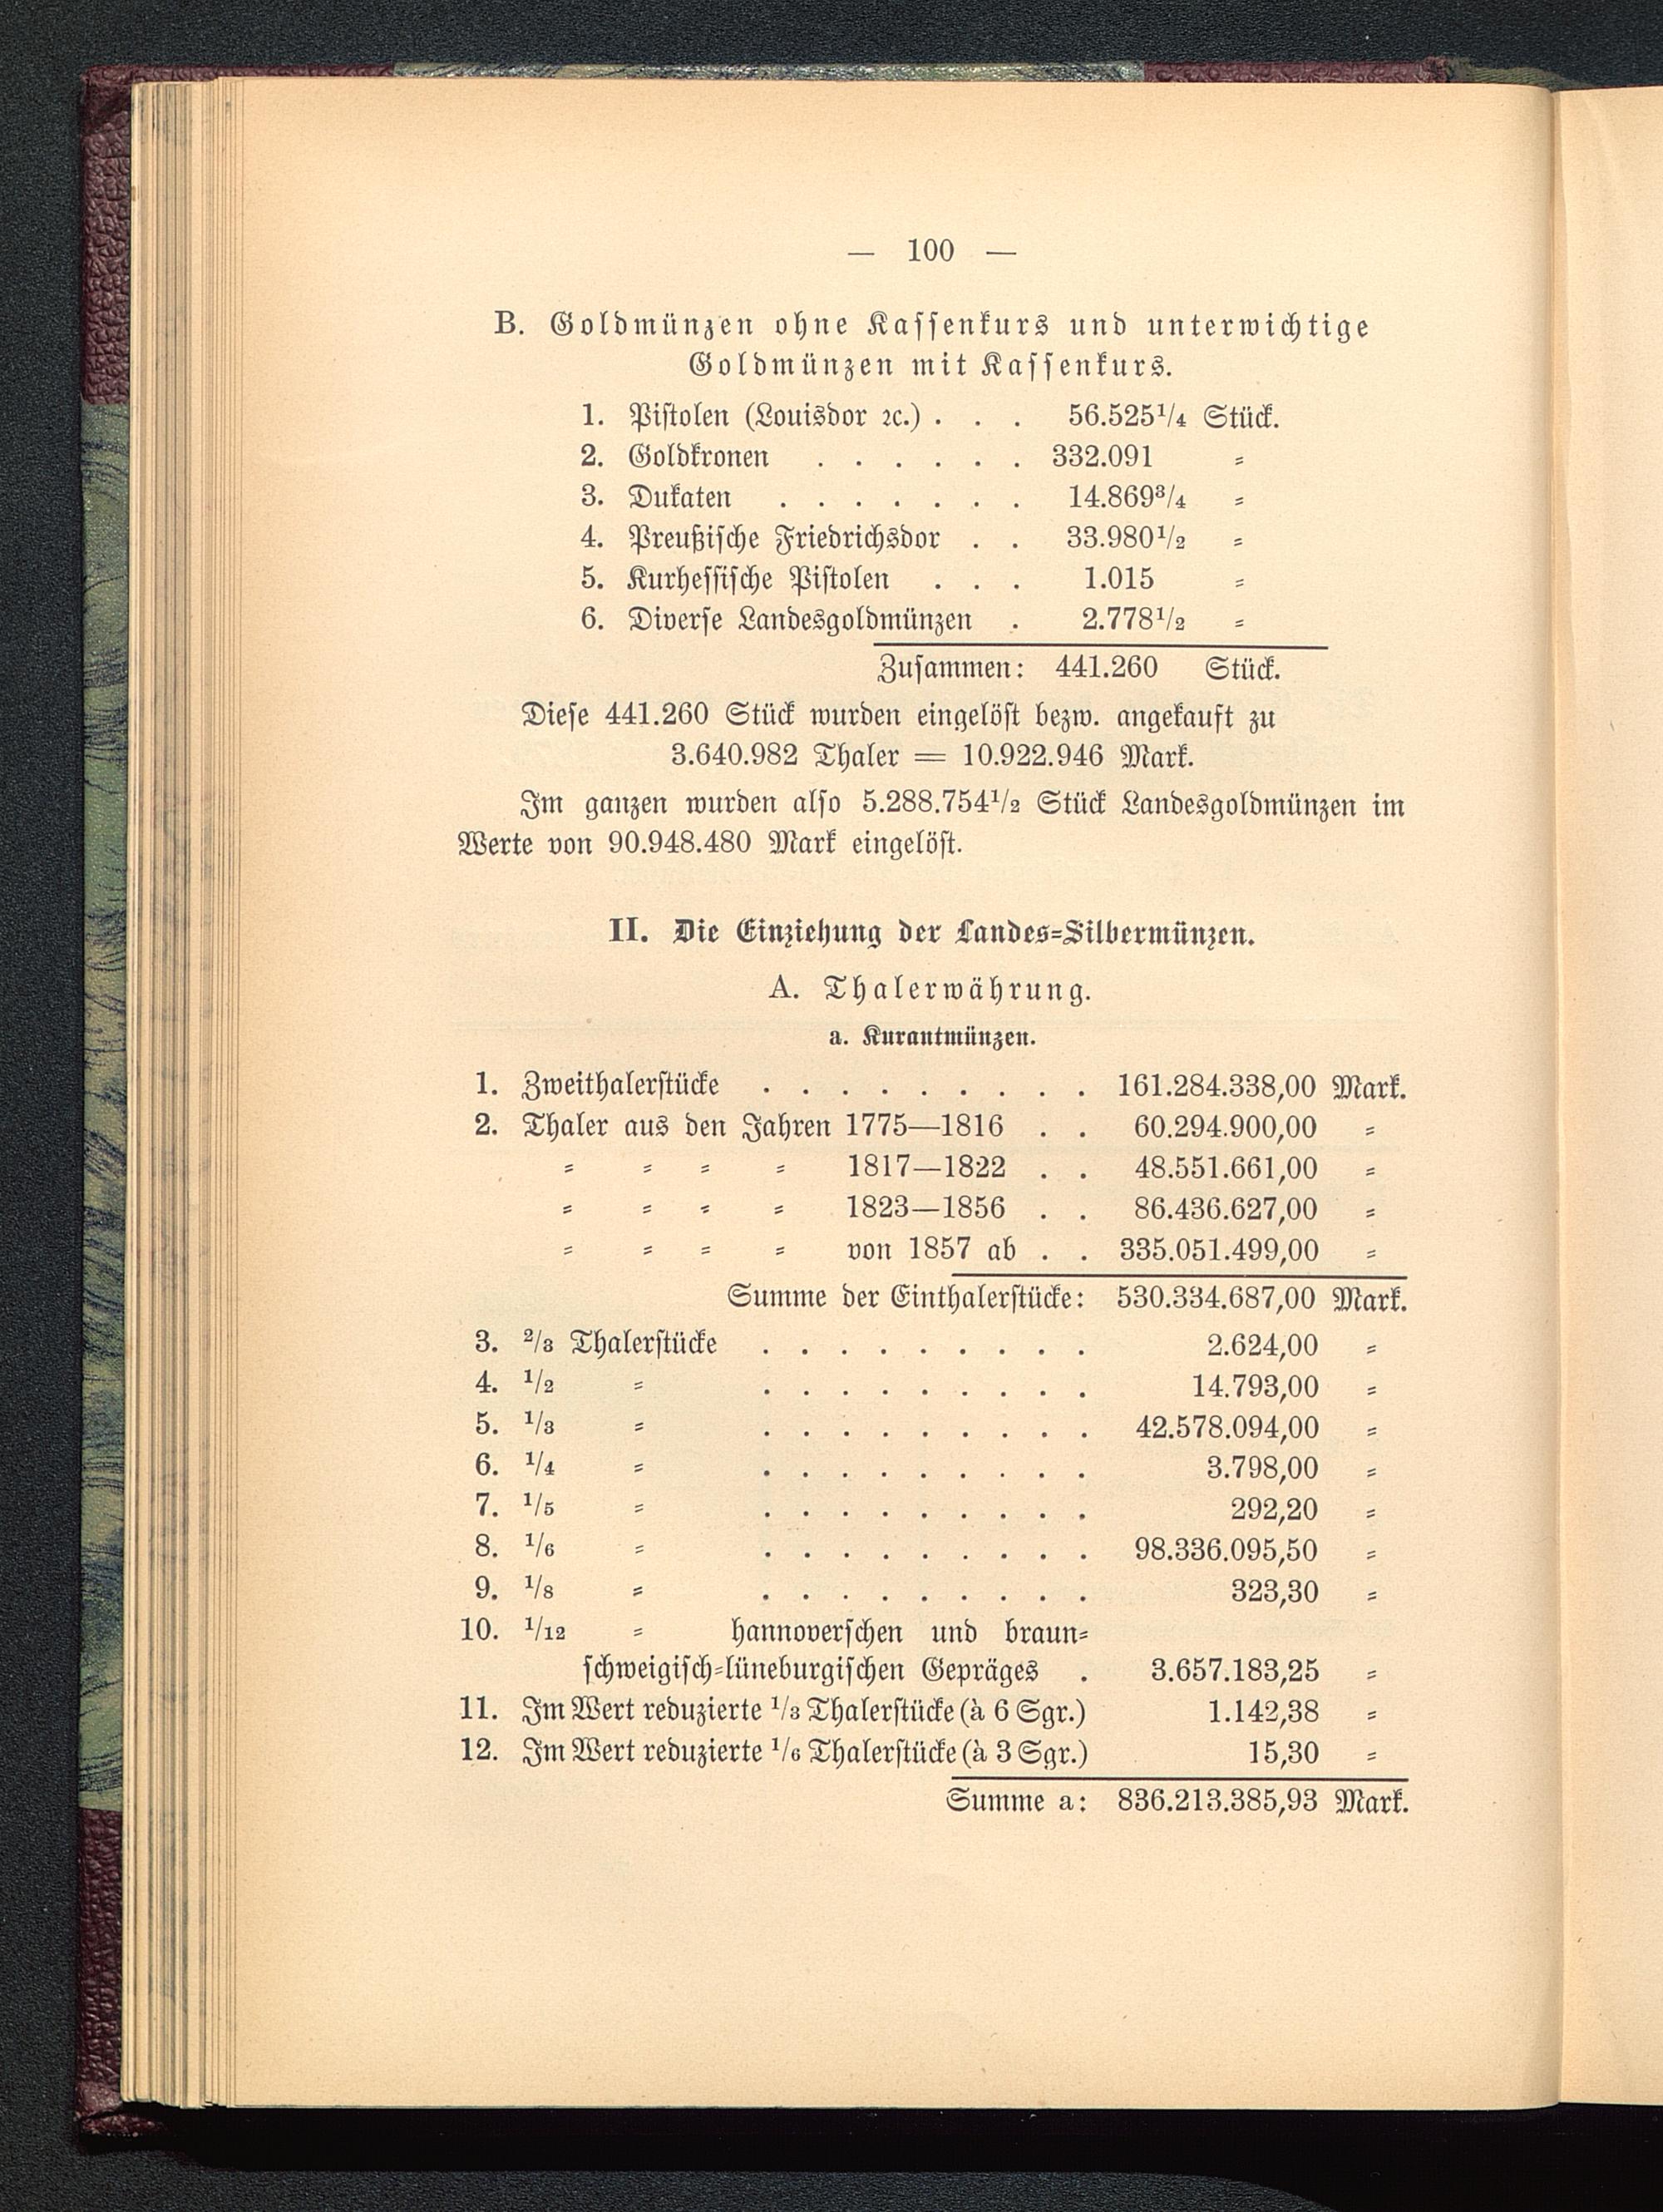 — 100 —
B. Goldmünzen ohne Kassenkurs und unterwichtige
Goldmünzen mit Kassenkurs.
1. Pistolen (Louisdor ꝛc.) . . . 56.525¹/₄ Stück.
2. Goldkronen . . . . . . 332.091 „
3. Dukaten . . . . . . . 14.869³/₄ „
4. Preußische Friedrichsdor . . 33.980¹/₂ „
5. Kurhessische Pistolen . . . 1.015 „
6. Diverse Landesgoldmünzen . 2.778¹/₂ „
Zusammen: 441.260 Stück.
Diese 441.260 Stück wurden eingelöst bezw. angekauft zu
3.640.982 Thaler = 10.922.946 Mark.
Im ganzen wurden also 5.288.754¹/₂ Stück Landesgoldmünzen im
Werte von 90.948.480 Mark eingelöst.
II. Die Einziehung der Landes-Silbermünzen.
A. Thalerwährung.
a. Kurantmünzen.
1. Zweithalerstücke . . . . . . . . . 161.284.338,00 Mark.
2. Thaler aus den Jahren 1775—1816 . . 60.294.900,00 „
„ „ „ „ 1817—1822 . . 48.551.661,00 „
„ „ „ „ 1823—1856 . . 86.436.627,00 „
„ „ „ „ von 1857 ab . . 335.051.499,00 „
Summe der Einthalerstücke: 530.334.687,00 Mark.
3. ²/₃ Thalerstücke . . . . . . . . . 2.624,00 „
4. ¹/₂ „ . . . . . . . . . 14.793,00 „
5. ¹/₃ „ . . . . . . . . . 42.578.094,00 „
6. ¹/₄ „ . . . . . . . . . 3.798,00 „
7. ¹/₅ „ . . . . . . . . . 292,20 „
8. ¹/₆ „ . . . . . . . . . 98.336.095,50 „
9. ¹/₈ „ . . . . . . . . . 323,30 „
10. ¹/₁₂ „ hannoverschen und braun-
schweigisch-lüneburgischen Gepräges . 3.657.183,25 „
11. Im Wert reduzierte ¹/₃ Thalerstücke (à 6 Sgr.) 1.142,38 „
12. Im Wert reduzierte ¹/₆ Thalerstücke (à 3 Sgr.) 15,30 „
Summe a: 836.213.385,93 Mark.